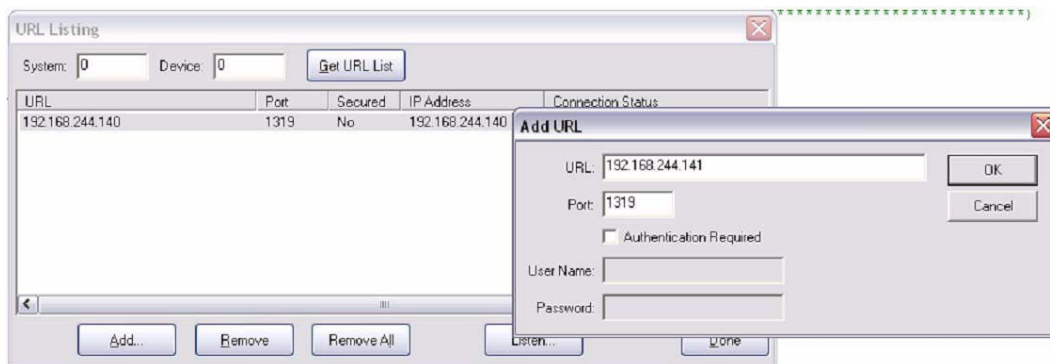 * * * * * * * * * * * * * * * * * * * * * * * * * *)
URL Listing
System: 0 Device: 0 Get URL List
URL Port Secured IP Address Connection Status
192.168.244.140 1319 No 192.168.244.140
Add... Remove Remove All Listen... Done
Add URL
URL: 192.168.244.141
OK
Port: 1319
Cancel
Authentication Required
User Name:
Password: